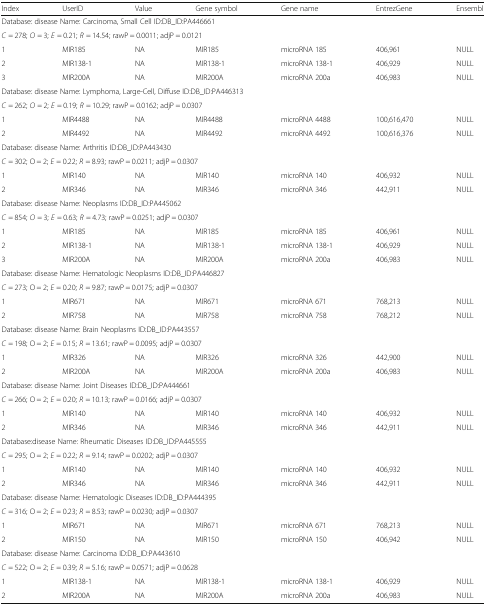 Index UserID Value Gene symbol Gene name EntrezGene Ensembl
Database: disease Name: Carcinoma, Small Cell ID:DB_ID:PA446661
C = 278; O = 3; E = 0.21; R = 14.54; rawP = 0.0011; adjP = 0.0121
1 MIR185 NA MIR185 microRNA 185 406,961 NULL
2 MIR138-1 NA MIR138-1 microRNA 138-1 406,929 NULL
3 MIR200A NA MIR200A microRNA 200a 406,983 NULL
Database: disease Name: Lymphoma, Large-Cell, Diffuse ID:DB_ID:PA446313
C = 262; O = 2; E = 0.19; R = 10.29; rawP = 0.0162; adjP = 0.0307
1 MIR4488 NA MIR4488 microRNA 4488 100,616,470 NULL
2 MIR4492 NA MIR4492 microRNA 4492 100,616,376 NULL
Database: disease Name: Arthritis ID:DB_ID:PA443430
C = 302; O = 2; E = 0.22; R = 8.93; rawP = 0.0211; adjP = 0.0307
1 MIR140 NA MIR140 microRNA 140 406,932 NULL
2 MIR346 NA MIR346 microRNA 346 442,911 NULL
Database: disease Name: Neoplasms ID:DB_ID:PA445062
C = 854; O = 3; E = 0.63; R = 4.73; rawP = 0.0251; adjP = 0.0307
1 MIR185 NA MIR185 microRNA 185 406,961 NULL
2 MIR138-1 NA MIR138-1 microRNA 138-1 406,929 NULL
3 MIR200A NA MIR200A microRNA 200a 406,983 NULL
Database: disease Name: Hematologic Neoplasms ID:DB_ID:PA446827
C = 273; O = 2; E = 0.20; R = 9.87; rawP = 0.0175; adjP = 0.0307
1 MIR671 NA MIR671 microRNA 671 768,213 NULL
2 MIR758 NA MIR758 microRNA 758 768,212 NULL
Database: disease Name: Brain Neoplasms ID:DB_ID:PA443557
C = 198; O = 2; E = 0.15; R = 13.61; rawP = 0.0095; adjP = 0.0307
1 MIR326 NA MIR326 microRNA 326 442,900 NULL
2 MIR200A NA MIR200A microRNA 200a 406,983 NULL
Database: disease Name: Joint Diseases ID:DB_ID:PA444661
C = 266; O = 2; E = 0.20; R = 10.13; rawP = 0.0166; adjP = 0.0307
1 MIR140 NA MIR140 microRNA 140 406,932 NULL
2 MIR346 NA MIR346 microRNA 346 442,911 NULL
Database:disease Name: Rheumatic Diseases ID:DB_ID:PA445555
C = 295; O = 2; E = 0.22; R = 9.14; rawP = 0.0202; adjP = 0.0307
1 MIR140 NA MIR140 microRNA 140 406,932 NULL
2 MIR346 NA MIR346 microRNA 346 442,911 NULL
Database: disease Name: Hematologic Diseases ID:DB_ID:PA444395
C = 316; O = 2; E = 0.23; R = 8.53; rawP = 0.0230; adjP = 0.0307
1 MIR671 NA MIR671 microRNA 671 768,213 NULL
2 MIR150 NA MIR150 microRNA 150 406,942 NULL
Database: disease Name: Carcinoma ID:DB_ID:PA443610
C = 522; O = 2; E = 0.39; R = 5.16; rawP = 0.0571; adjP = 0.0628
1 MIR138-1 NA MIR138-1 microRNA 138-1 406,929 NULL
2 MIR200A NA MIR200A microRNA 200a 406,983 NULL